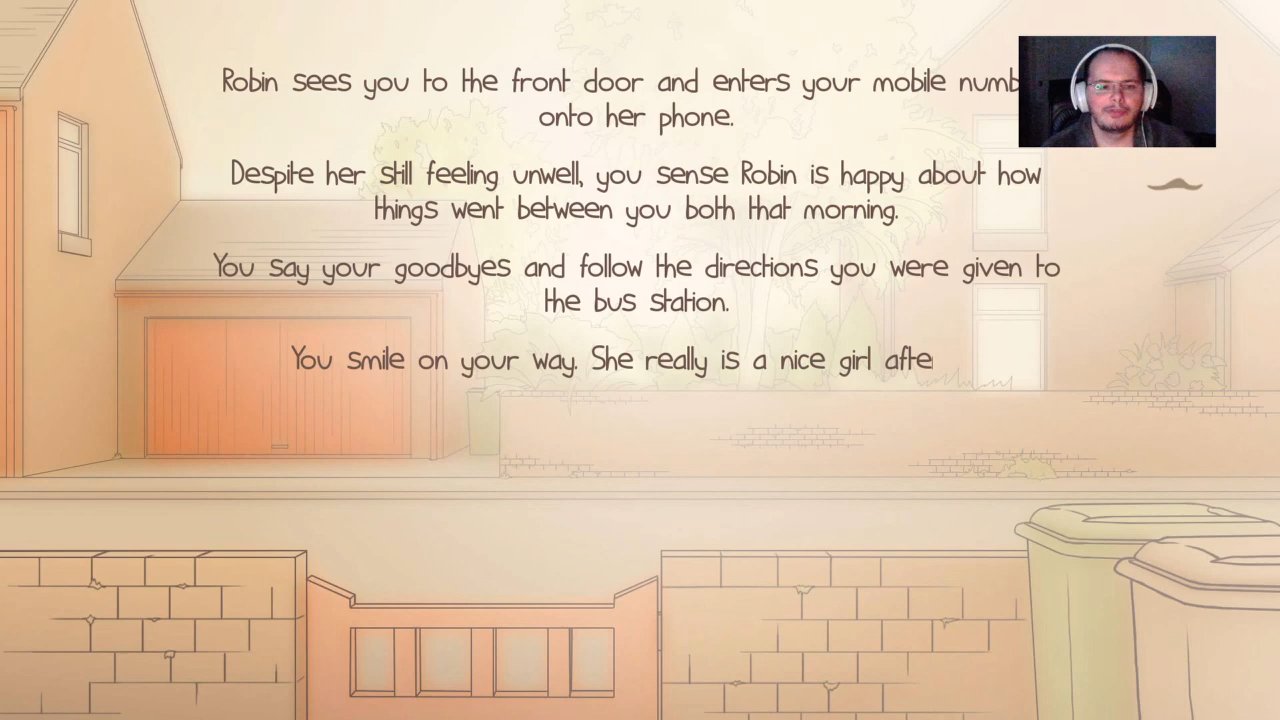 Robin sees you to the front door and enters your mobile
onto her phone.
Despite her still feeling unwell, you sense Robin is happy about how
things went between you both that morning.
You say your goodbyes and follow the directions you were given to
the bus station.
You smile on your way. She really is a nice girl afte